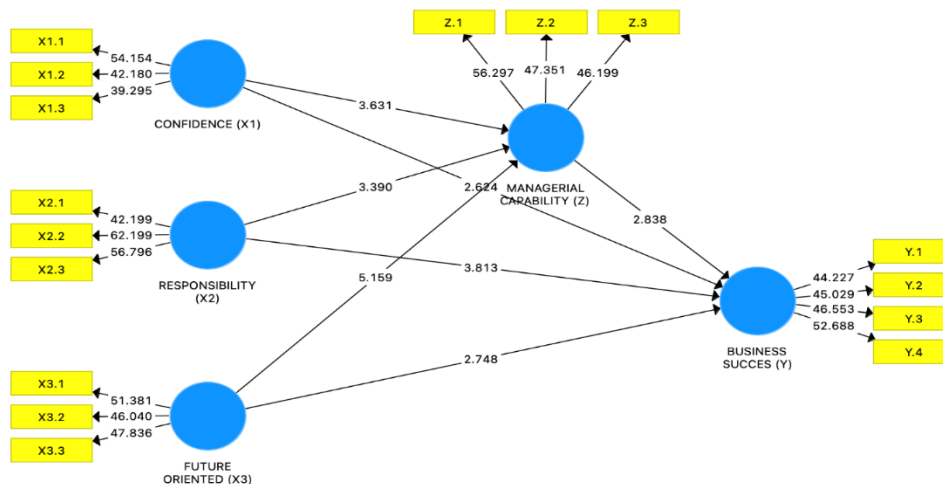 Z.1
Z.2
Z.3
X1.1
X1.2
X1.3
54.154
42.180
39.295
CONFIDENCE (X1)
56.297
47.351
46.199
3.631
3.390
2.624
MANAGERIAL
CAPABILITY (Z)
X2.1
X2.2
X2.3
42.199
62.199
56.796
RESPONSIBILITY
(X2)
5.159
3.813
2.838
2.748
Y.1
Y.2
Y.3
Y.4
44.227
45.029
46.553
52.688
BUSINESS
SUCCES (Y)
X3.1
X3.2
X3.3
51.381
46.040
47.836
FUTURE
ORIENTED (X3)